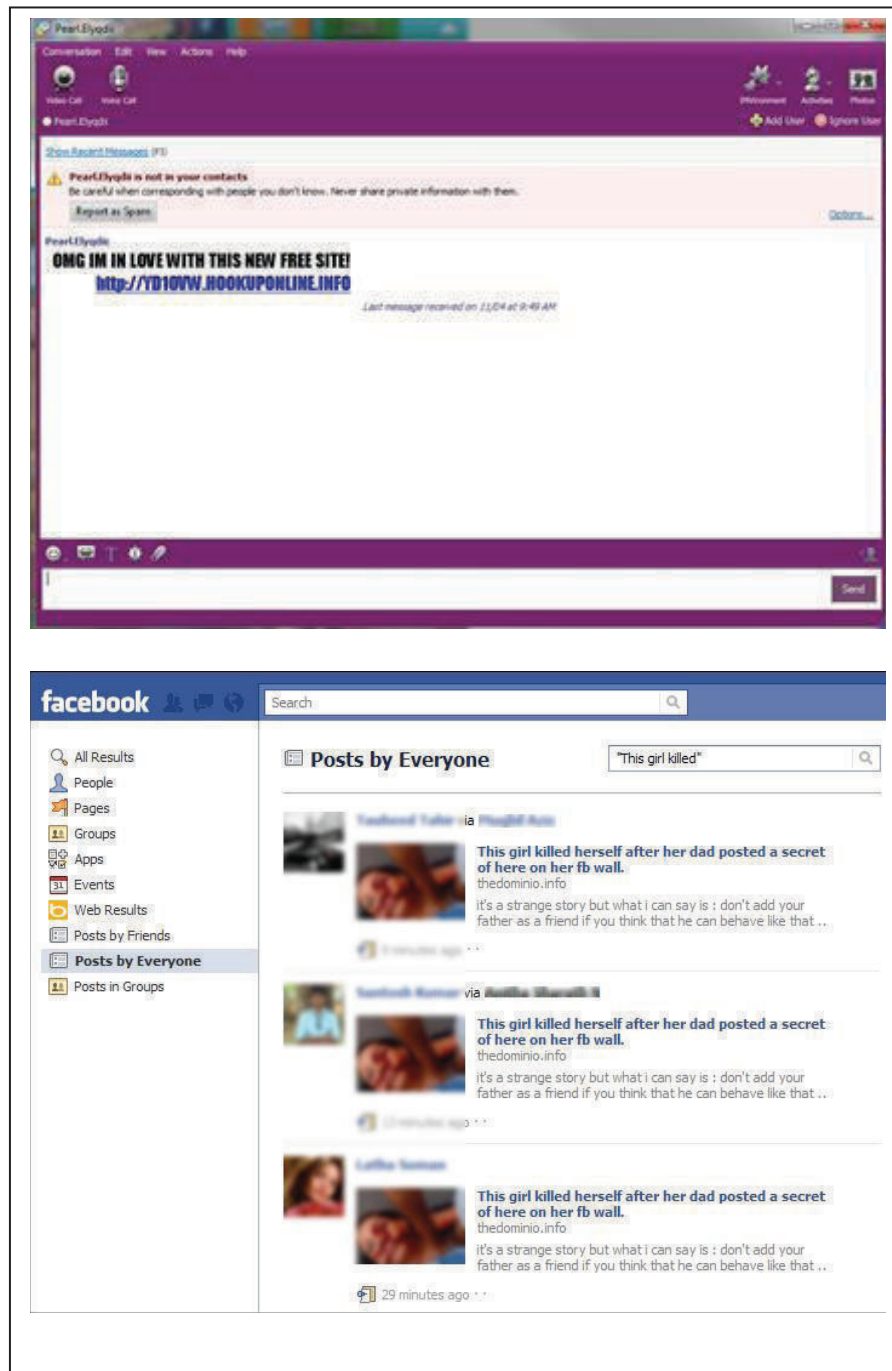 Pearl.Elyqdi
Conversation Edit View Actions Help
Video Call Voice Call
IMVironment Activities Photos
Pearl.Elyqdi
Add User Ignore User
Show Recent Messages (F3)
Pearl.Elyqdi is not in your contacts
Be careful when corresponding with people you don't know. Never share private information with them.
Report as Spam
Options...
Pearl.Elyqdi
OMG IM IN LOVE WITH THIS NEW FREE SITE!
http://YD1OVW.HOOKUPONLINE.INFO
Last message received on 11/04 at 9:49 AM
Send
facebook
Search
All Results
People
Pages
Groups
Apps
Events
Web Results
Posts by Friends
Posts by Everyone
Posts in Groups
Posts by Everyone
"This girl killed"
via
This girl killed herself after her dad posted a secret
of here on her fb wall.
thedominio.info
it's a strange story but what i can say is : don't add your
father as a friend if you think that he can behave like that ..
minutes ago
via
This girl killed herself after her dad posted a secret
of here on her fb wall.
thedominio.info
it's a strange story but what i can say is : don't add your
father as a friend if you think that he can behave like that ..
minutes ago
This girl killed herself after her dad posted a secret
of here on her fb wall.
thedominio.info
it's a strange story but what i can say is : don't add your
father as a friend if you think that he can behave like that ..
29 minutes ago